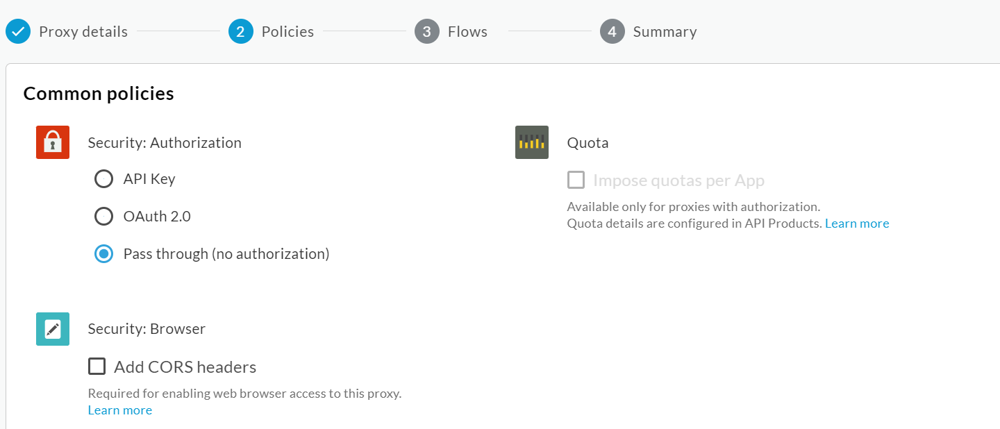 Proxy details
2 Policies
3 Flows
4 Summary
Common policies
Security: Authorization
API Key
OAuth 2.0
Pass through (no authorization)
Quota
Impose quotas per App
Available only for proxies with authorization.
Quota details are configured in API Products. Learn more
Security: Browser
Add CORS headers
Required for enabling web browser access to this proxy.
Learn more